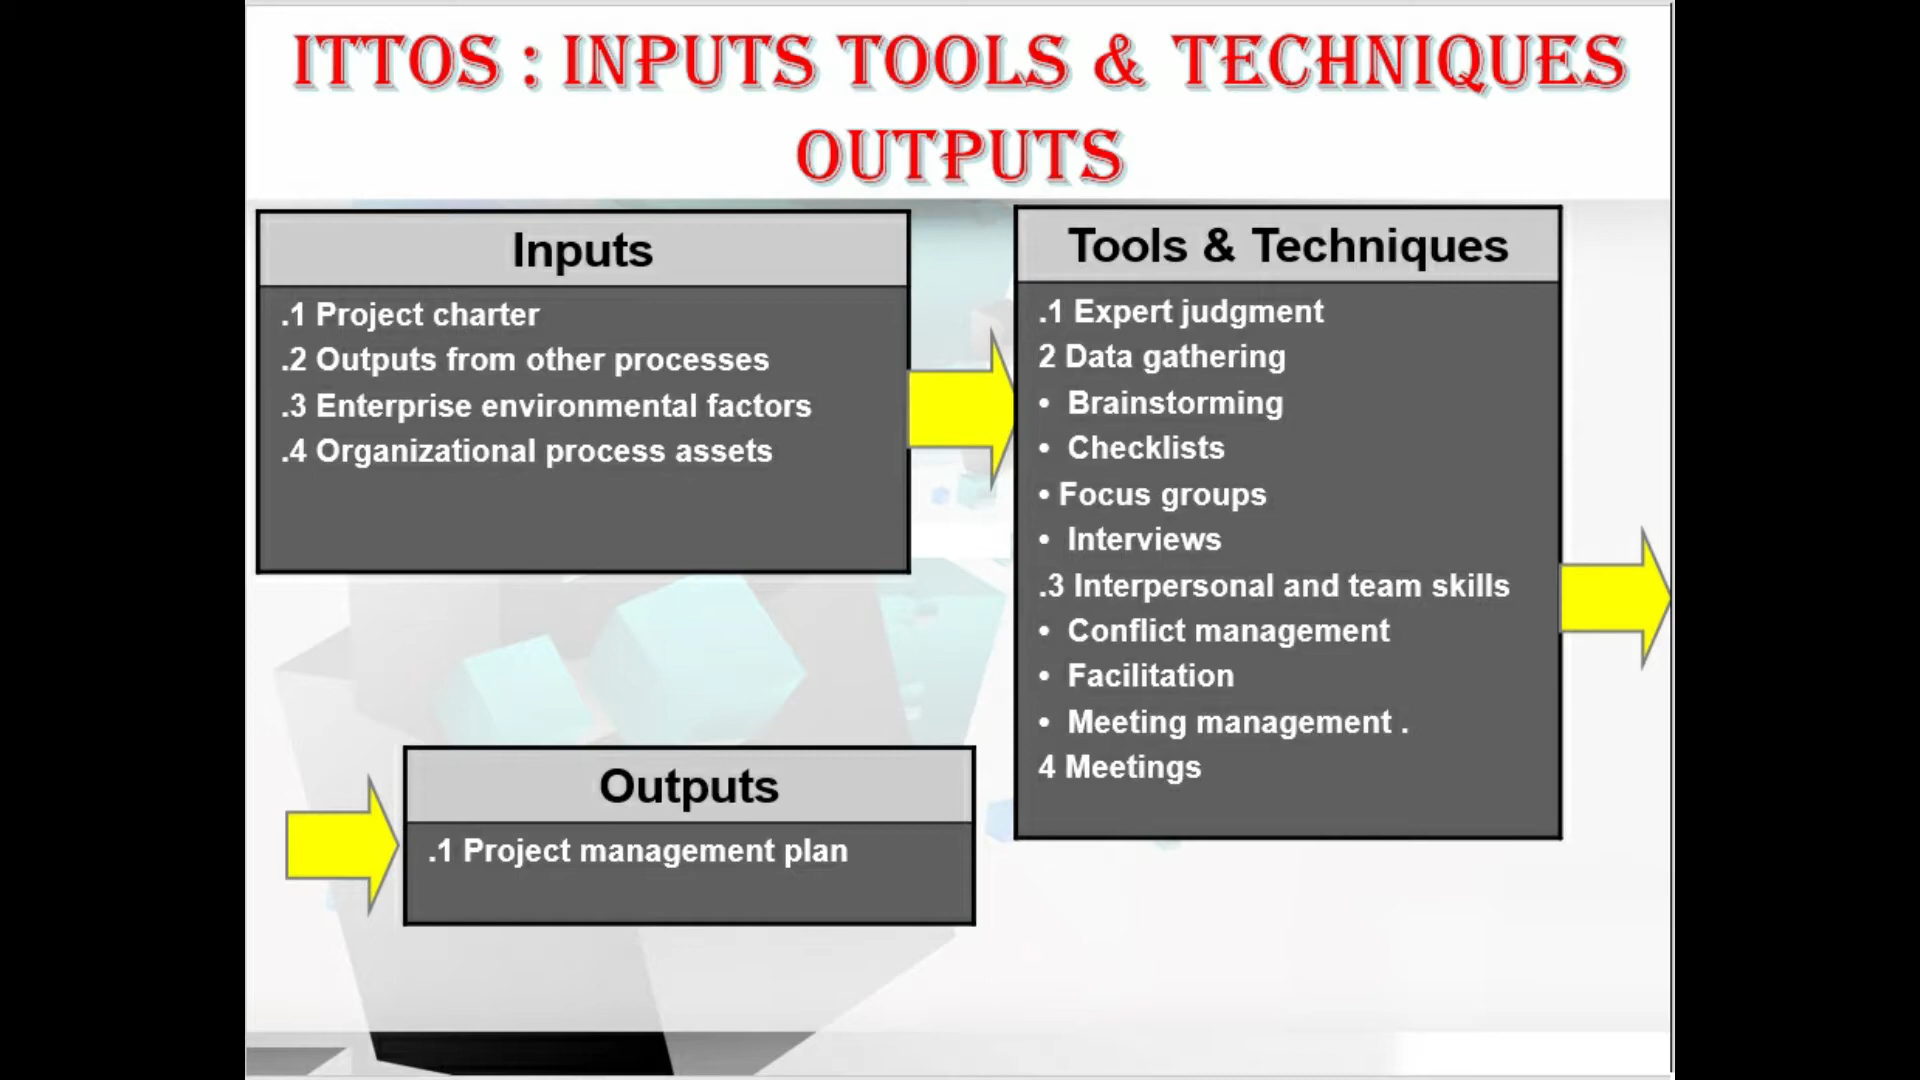 ITTOS : INPUTS TOOLS & TECHNIQUES
OUTPUTS
Inputs
.1 Project charter
.2 Outputs from other processes
.3 Enterprise environmental factors
.4 Organizational process assets
Tools & Techniques
.1 Expert judgment
2 Data gathering
• Brainstorming
• Checklists
• Focus groups
• Interviews
.3 Interpersonal and team skills
• Conflict management
• Facilitation
• Meeting management .
4 Meetings
Outputs
.1 Project management plan